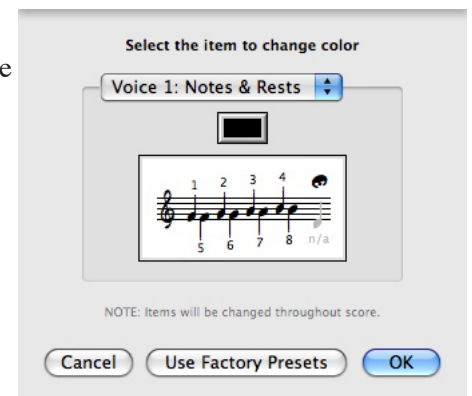 Select the item to change color
e
Voice 1: Notes & Rests
1 2 3 4
5 6 7 8 n/a
NOTE: Items will be changed throughout score.
Cancel Use Factory Presets OK